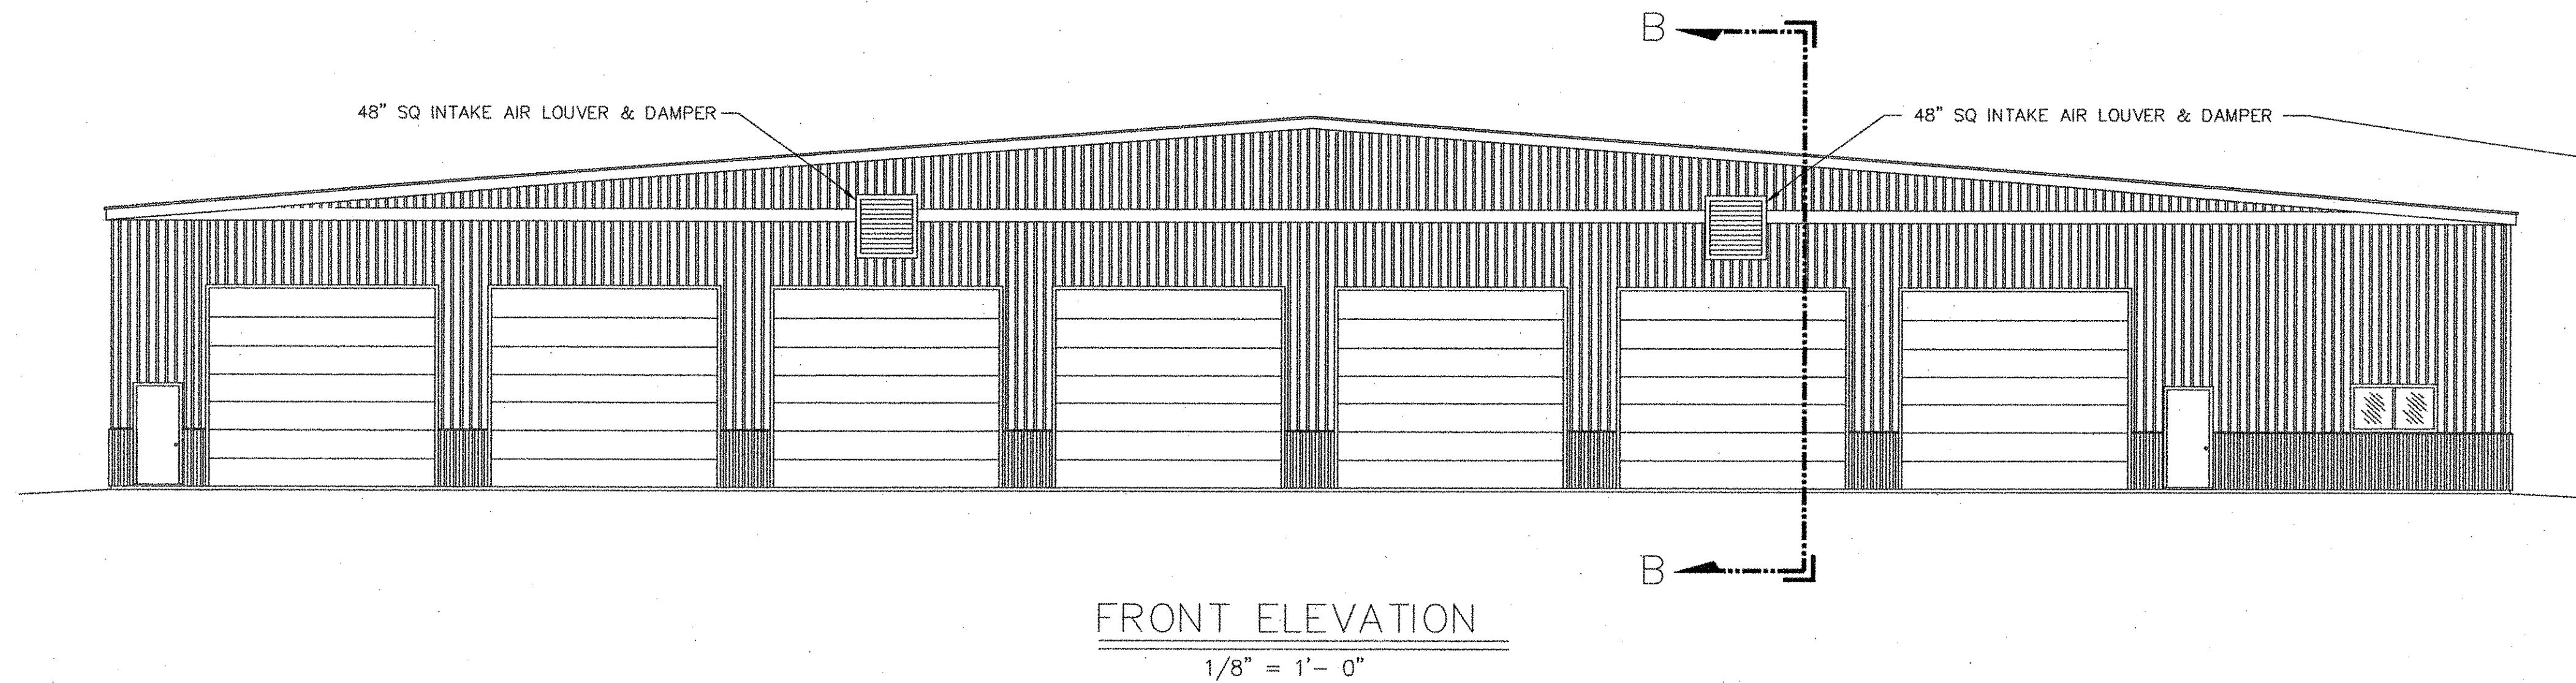 B
48" SQ INTAKE AIR LOUVER & DAMPER
48" SQ INTAKE AIR LOUVER & DAMPER
B
FRONT ELEVATION
1/8" = 1'- 0"